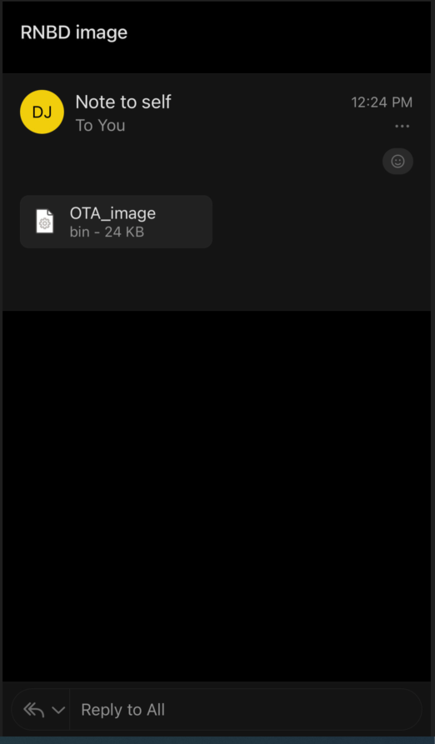 RNBD image
DJ
Note to self
12:24 PM
To You
...
OTA_image
bin - 24 KB
Reply to All